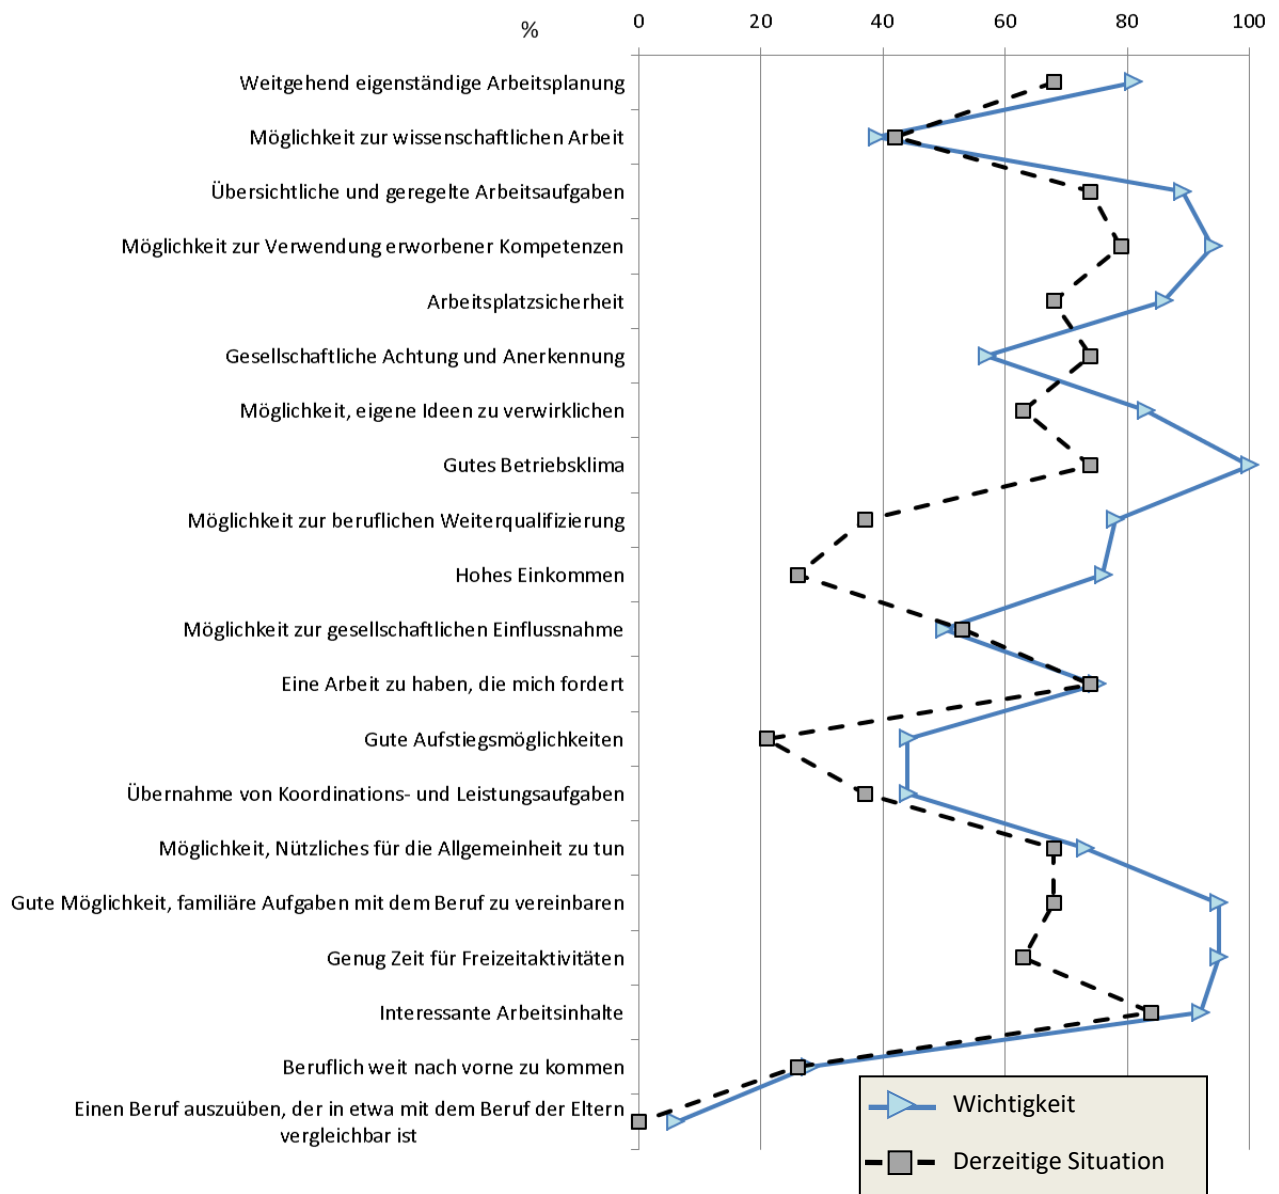 % 0 20 40 60 80 100
Weitgehend eigenständige Arbeitsplanung
Möglichkeit zur wissenschaftlichen Arbeit
Übersichtliche und geregelte Arbeitsaufgaben
Möglichkeit zur Verwendung erworbener Kompetenzen
Arbeitsplatzsicherheit
Gesellschaftliche Achtung und Anerkennung
Möglichkeit, eigene Ideen zu verwirklichen
Gutes Betriebsklima
Möglichkeit zur beruflichen Weiterqualifizierung
Hohes Einkommen
Möglichkeit zur gesellschaftlichen Einflussnahme
Eine Arbeit zu haben, die mich fordert
Gute Aufstiegsmöglichkeiten
Übernahme von Koordinations- und Leistungsaufgaben
Möglichkeit, Nützliches für die Allgemeinheit zu tun
Gute Möglichkeit, familiäre Aufgaben mit dem Beruf zu vereinbaren
Genug Zeit für Freizeitaktivitäten
Interessante Arbeitsinhalte
Beruflich weit nach vorne zu kommen
Einen Beruf auszuüben, der in etwa mit dem Beruf der Eltern
vergleichbar ist
Wichtigkeit
Derzeitige Situation